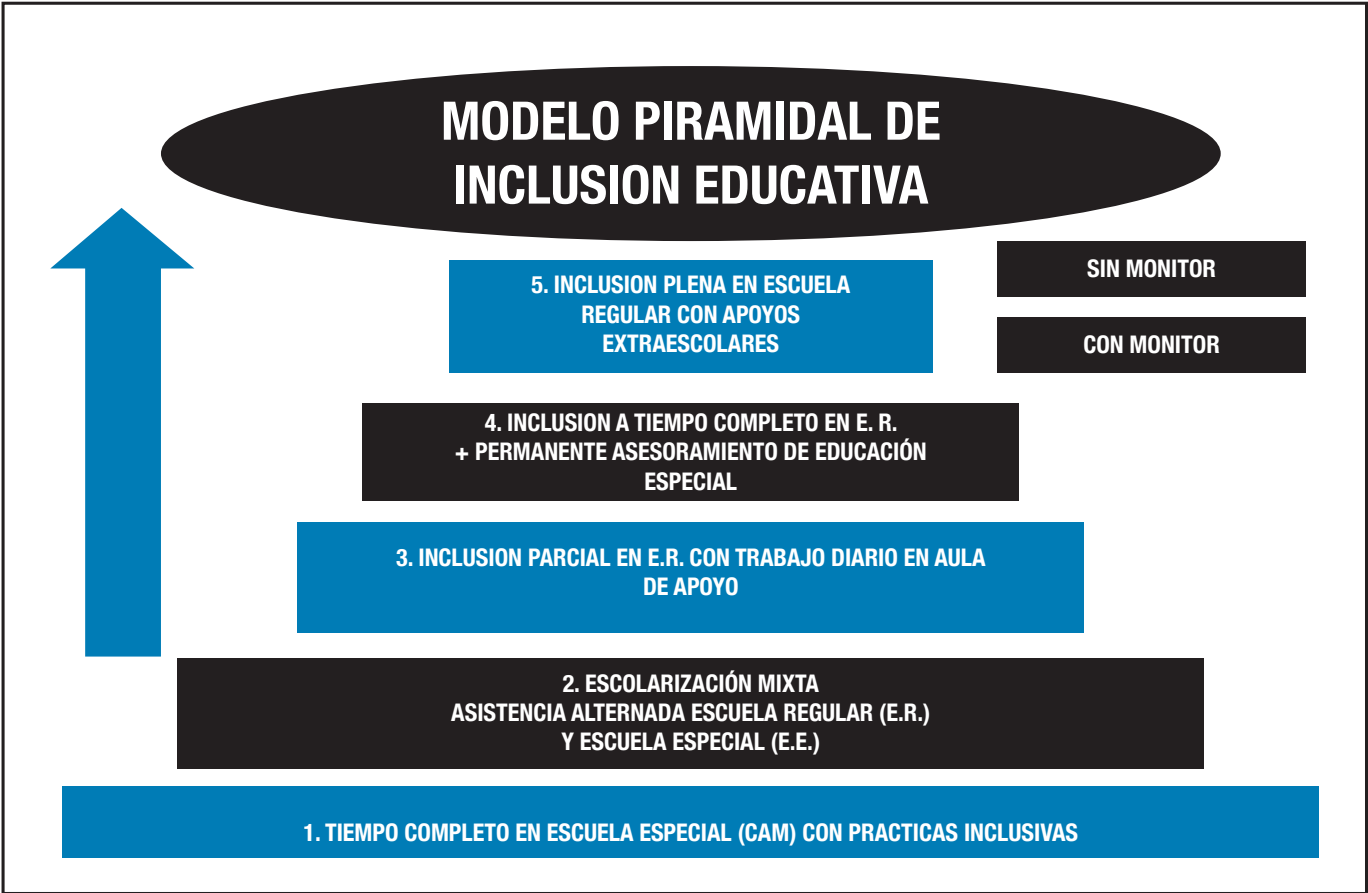 MODELO PIRAMIDAL DE
INCLUSION EDUCATIVA
5. INCLUSION PLENA EN ESCUELA
REGULAR CON APOYOS
EXTRAESCOLARES
SIN MONITOR
CON MONITOR
4. INCLUSION A TIEMPO COMPLETO EN E. R.
+ PERMANENTE ASESORAMIENTO DE EDUCACIÓN
ESPECIAL
3. INCLUSION PARCIAL EN E.R. CON TRABAJO DIARIO EN AULA
DE APOYO
2. ESCOLARIZACIÓN MIXTA
ASISTENCIA ALTERNADA ESCUELA REGULAR (E.R.)
Y ESCUELA ESPECIAL (E.E.)
1. TIEMPO COMPLETO EN ESCUELA ESPECIAL (CAM) CON PRACTICAS INCLUSIVAS